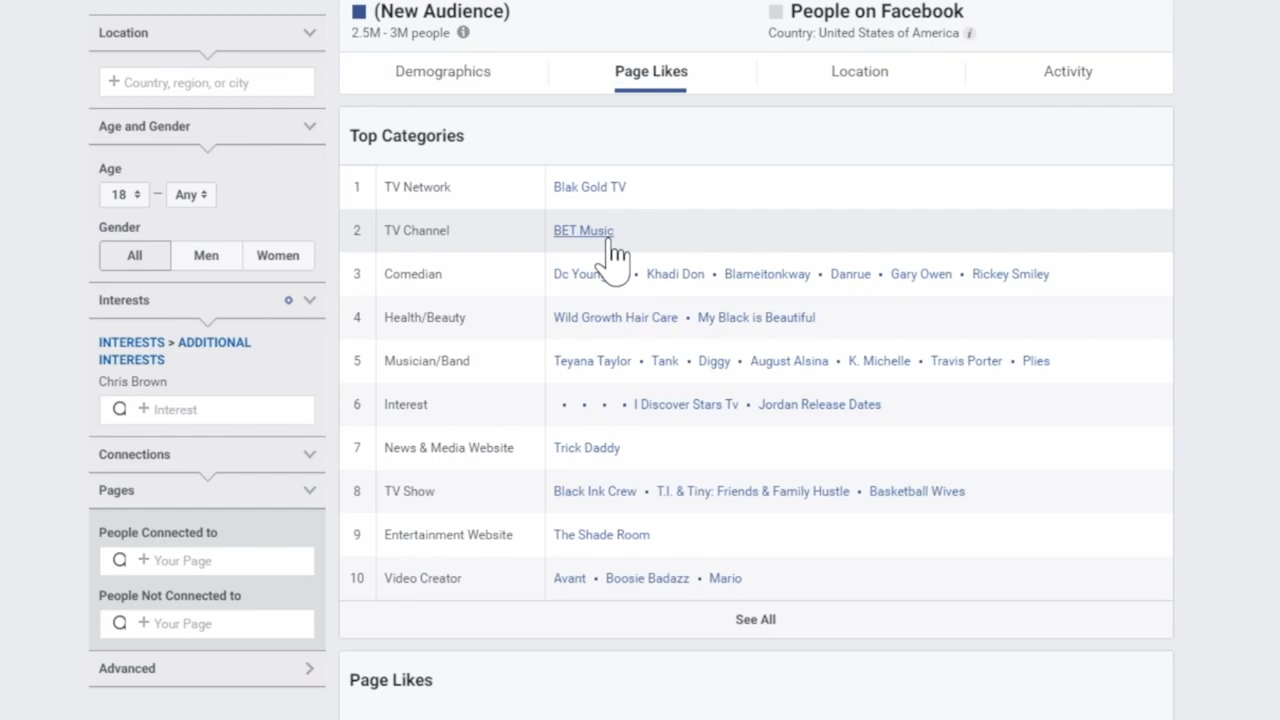 Location
+ Country, region, or city
Age and Gender
Age
18 – Any
Gender
All Men Women
Interests
INTERESTS > ADDITIONAL
INTERESTS
Chris Brown
+ Interest
Connections
Pages
People Connected to
+ Your Page
People Not Connected to
+ Your Page
Advanced
(New Audience)
2.5M - 3M people
People on Facebook
Country: United States of America
Demographics Page Likes Location Activity
Top Categories
1 TV Network Blak Gold TV
2 TV Channel BET Music
3 Comedian Dc • Khadi Don • Blameitonkway • Danrue • Gary Owen • Rickey Smiley
4 Health/Beauty Wild Growth Hair Care • My Black is Beautiful
5 Musician/Band Teyana Taylor • Tank • Diggy • August Alsina • K. Michelle • Travis Porter • Plies
6 Interest • • • • I Discover Stars Tv • Jordan Release Dates
7 News & Media Website Trick Daddy
8 TV Show Black Ink Crew • T.I. & Tiny: Friends & Family Hustle • Basketball Wives
9 Entertainment Website The Shade Room
10 Video Creator Avant • Boosie Badazz • Mario
See All
Page Likes